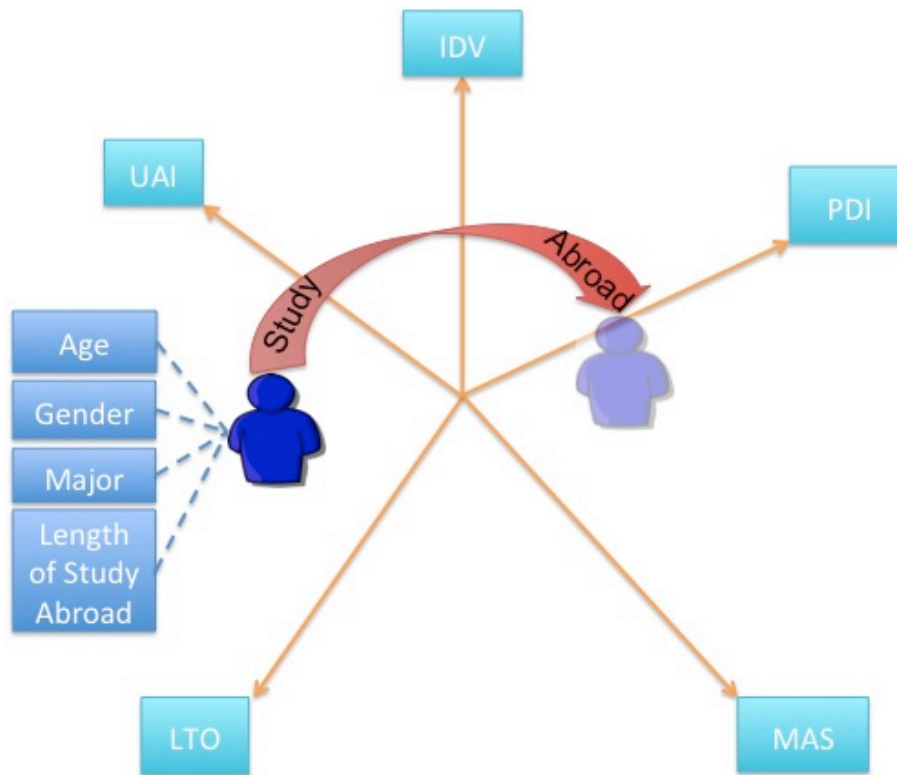 IDV
UAI
PDI
Study Abroad
Age
Gender
Major
Length
of Study
Abroad
LTO
MAS